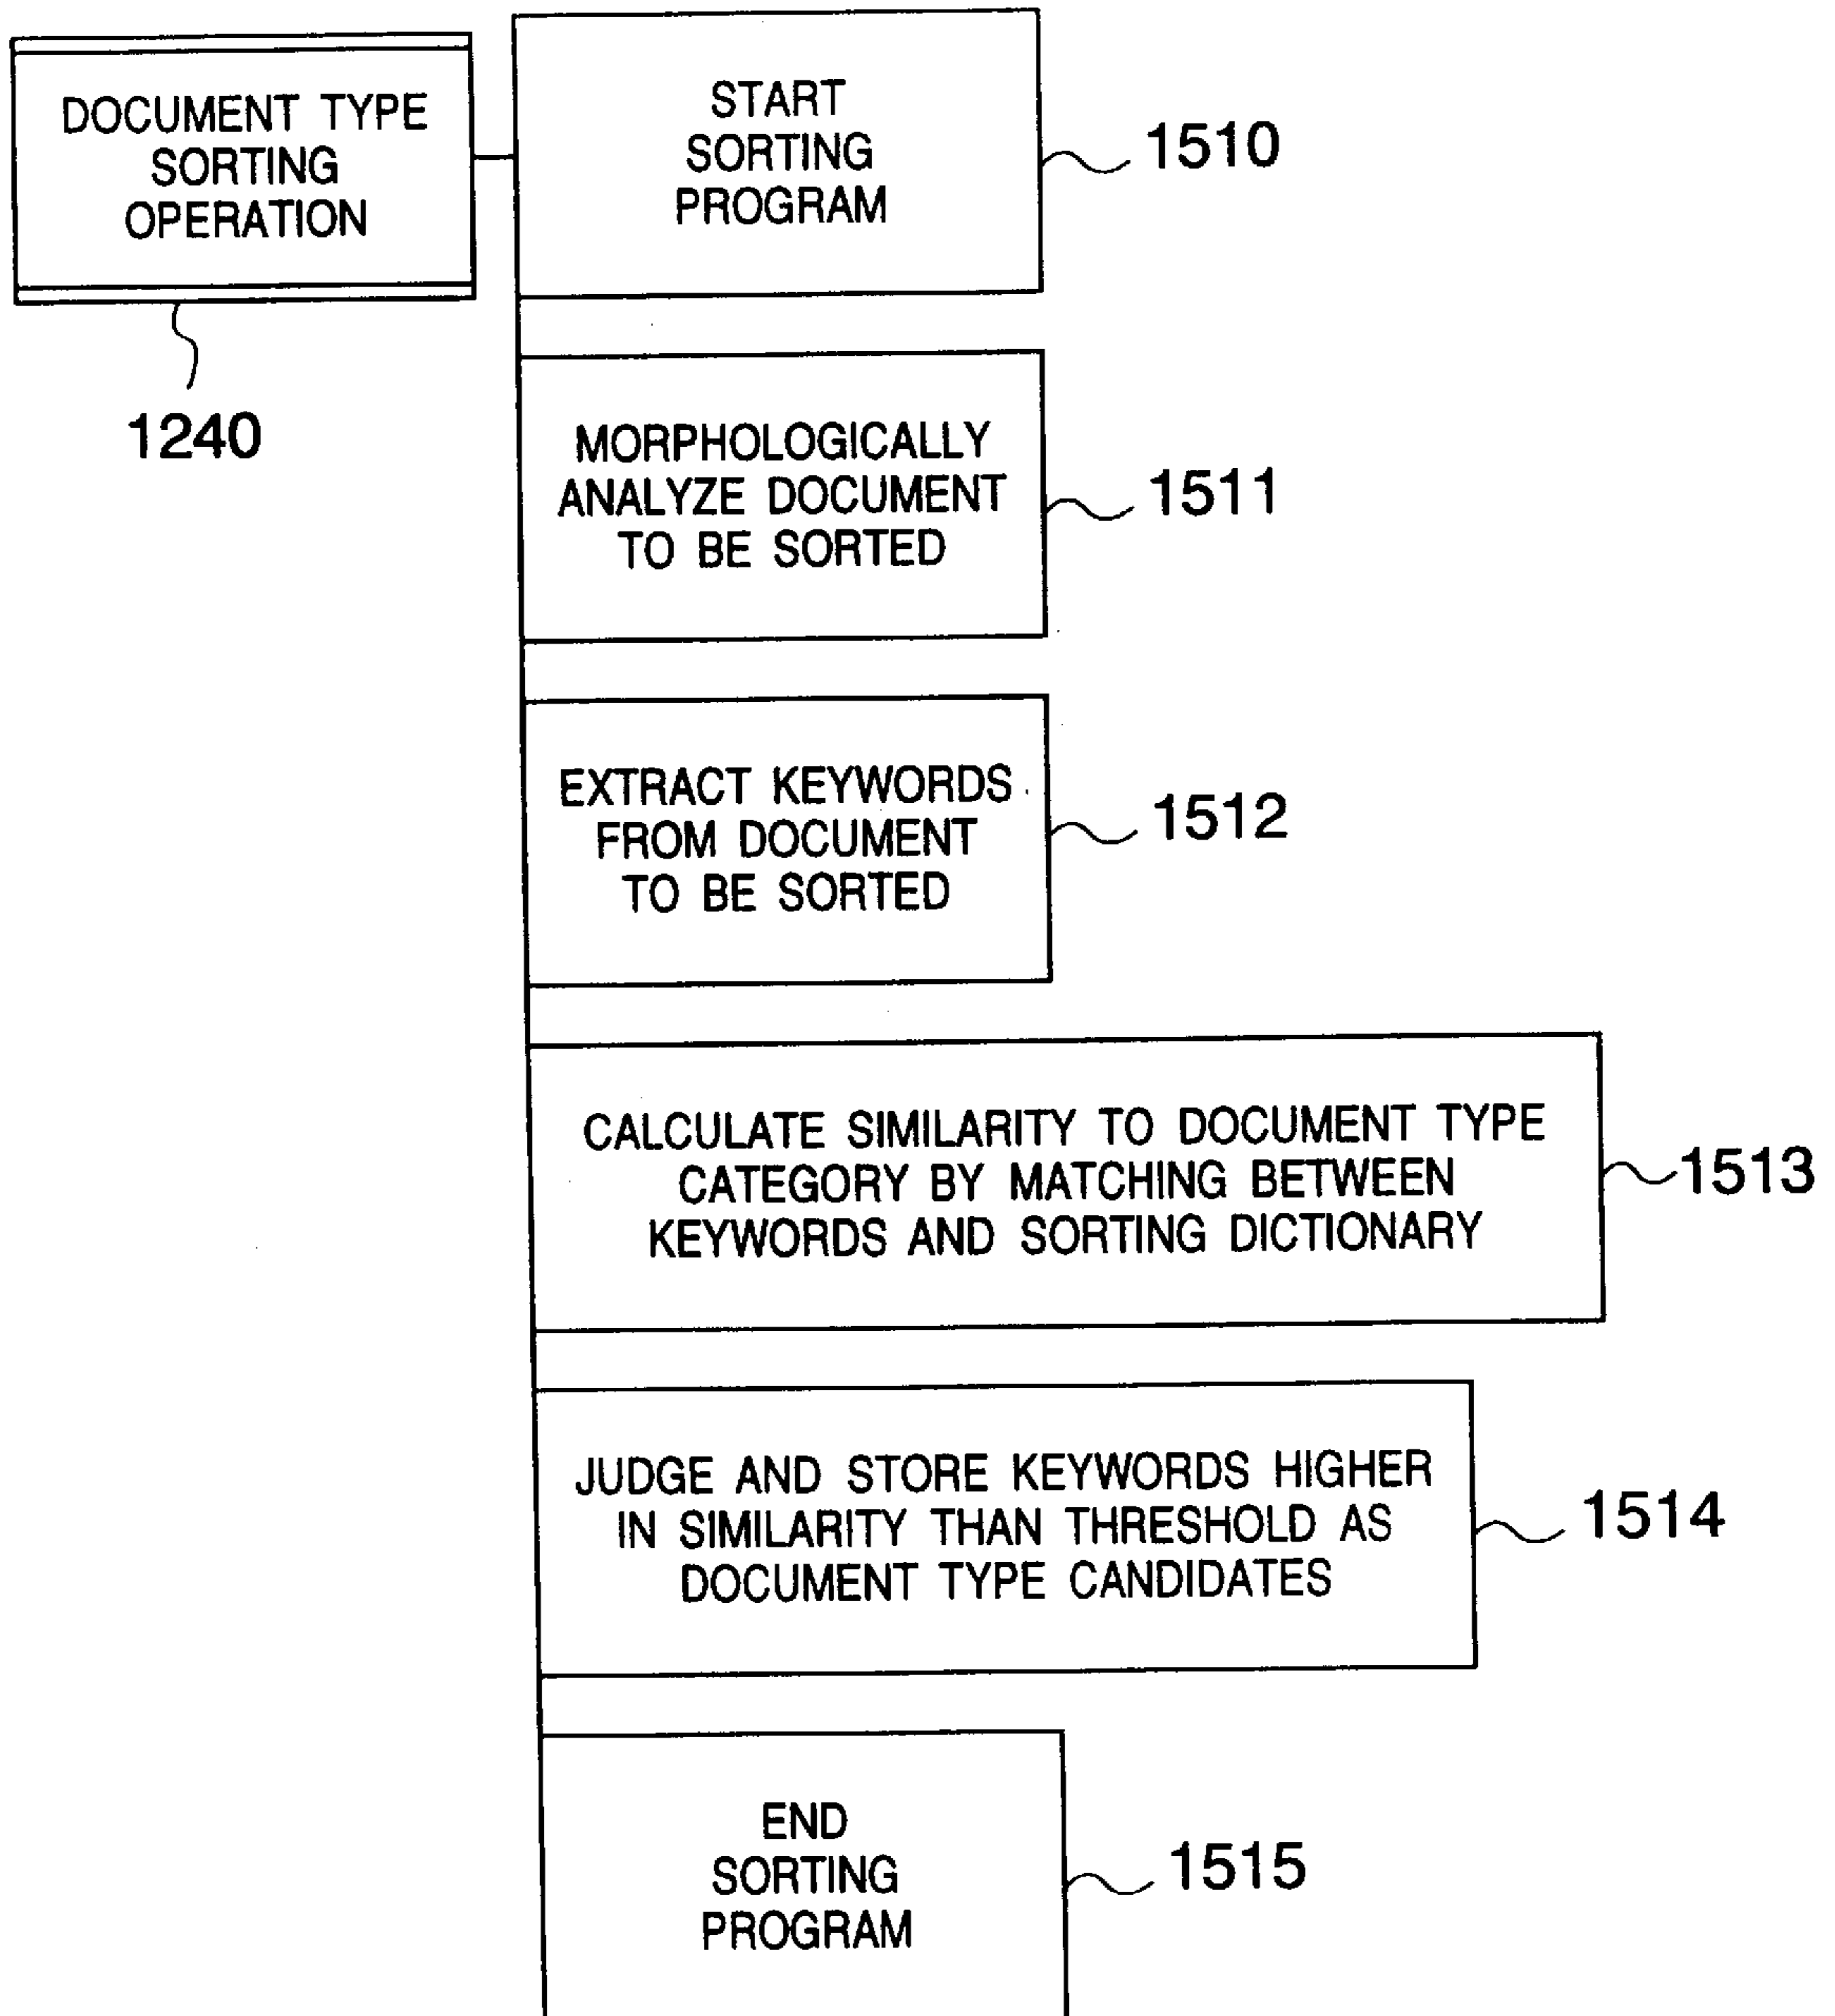 DOCUMENT TYPE
SORTING
OPERATION
1240
START
SORTING
PROGRAM
1510
MORPHOLOGICALLY
ANALYZE DOCUMENT
TO BE SORTED
1511
EXTRACT KEYWORDS
FROM DOCUMENT
TO BE SORTED
1512
CALCULATE SIMILARITY TO DOCUMENT TYPE
CATEGORY BY MATCHING BETWEEN
KEYWORDS AND SORTING DICTIONARY
1513
JUDGE AND STORE KEYWORDS HIGHER
IN SIMILARITY THAN THRESHOLD AS
DOCUMENT TYPE CANDIDATES
1514
END
SORTING
PROGRAM
1515